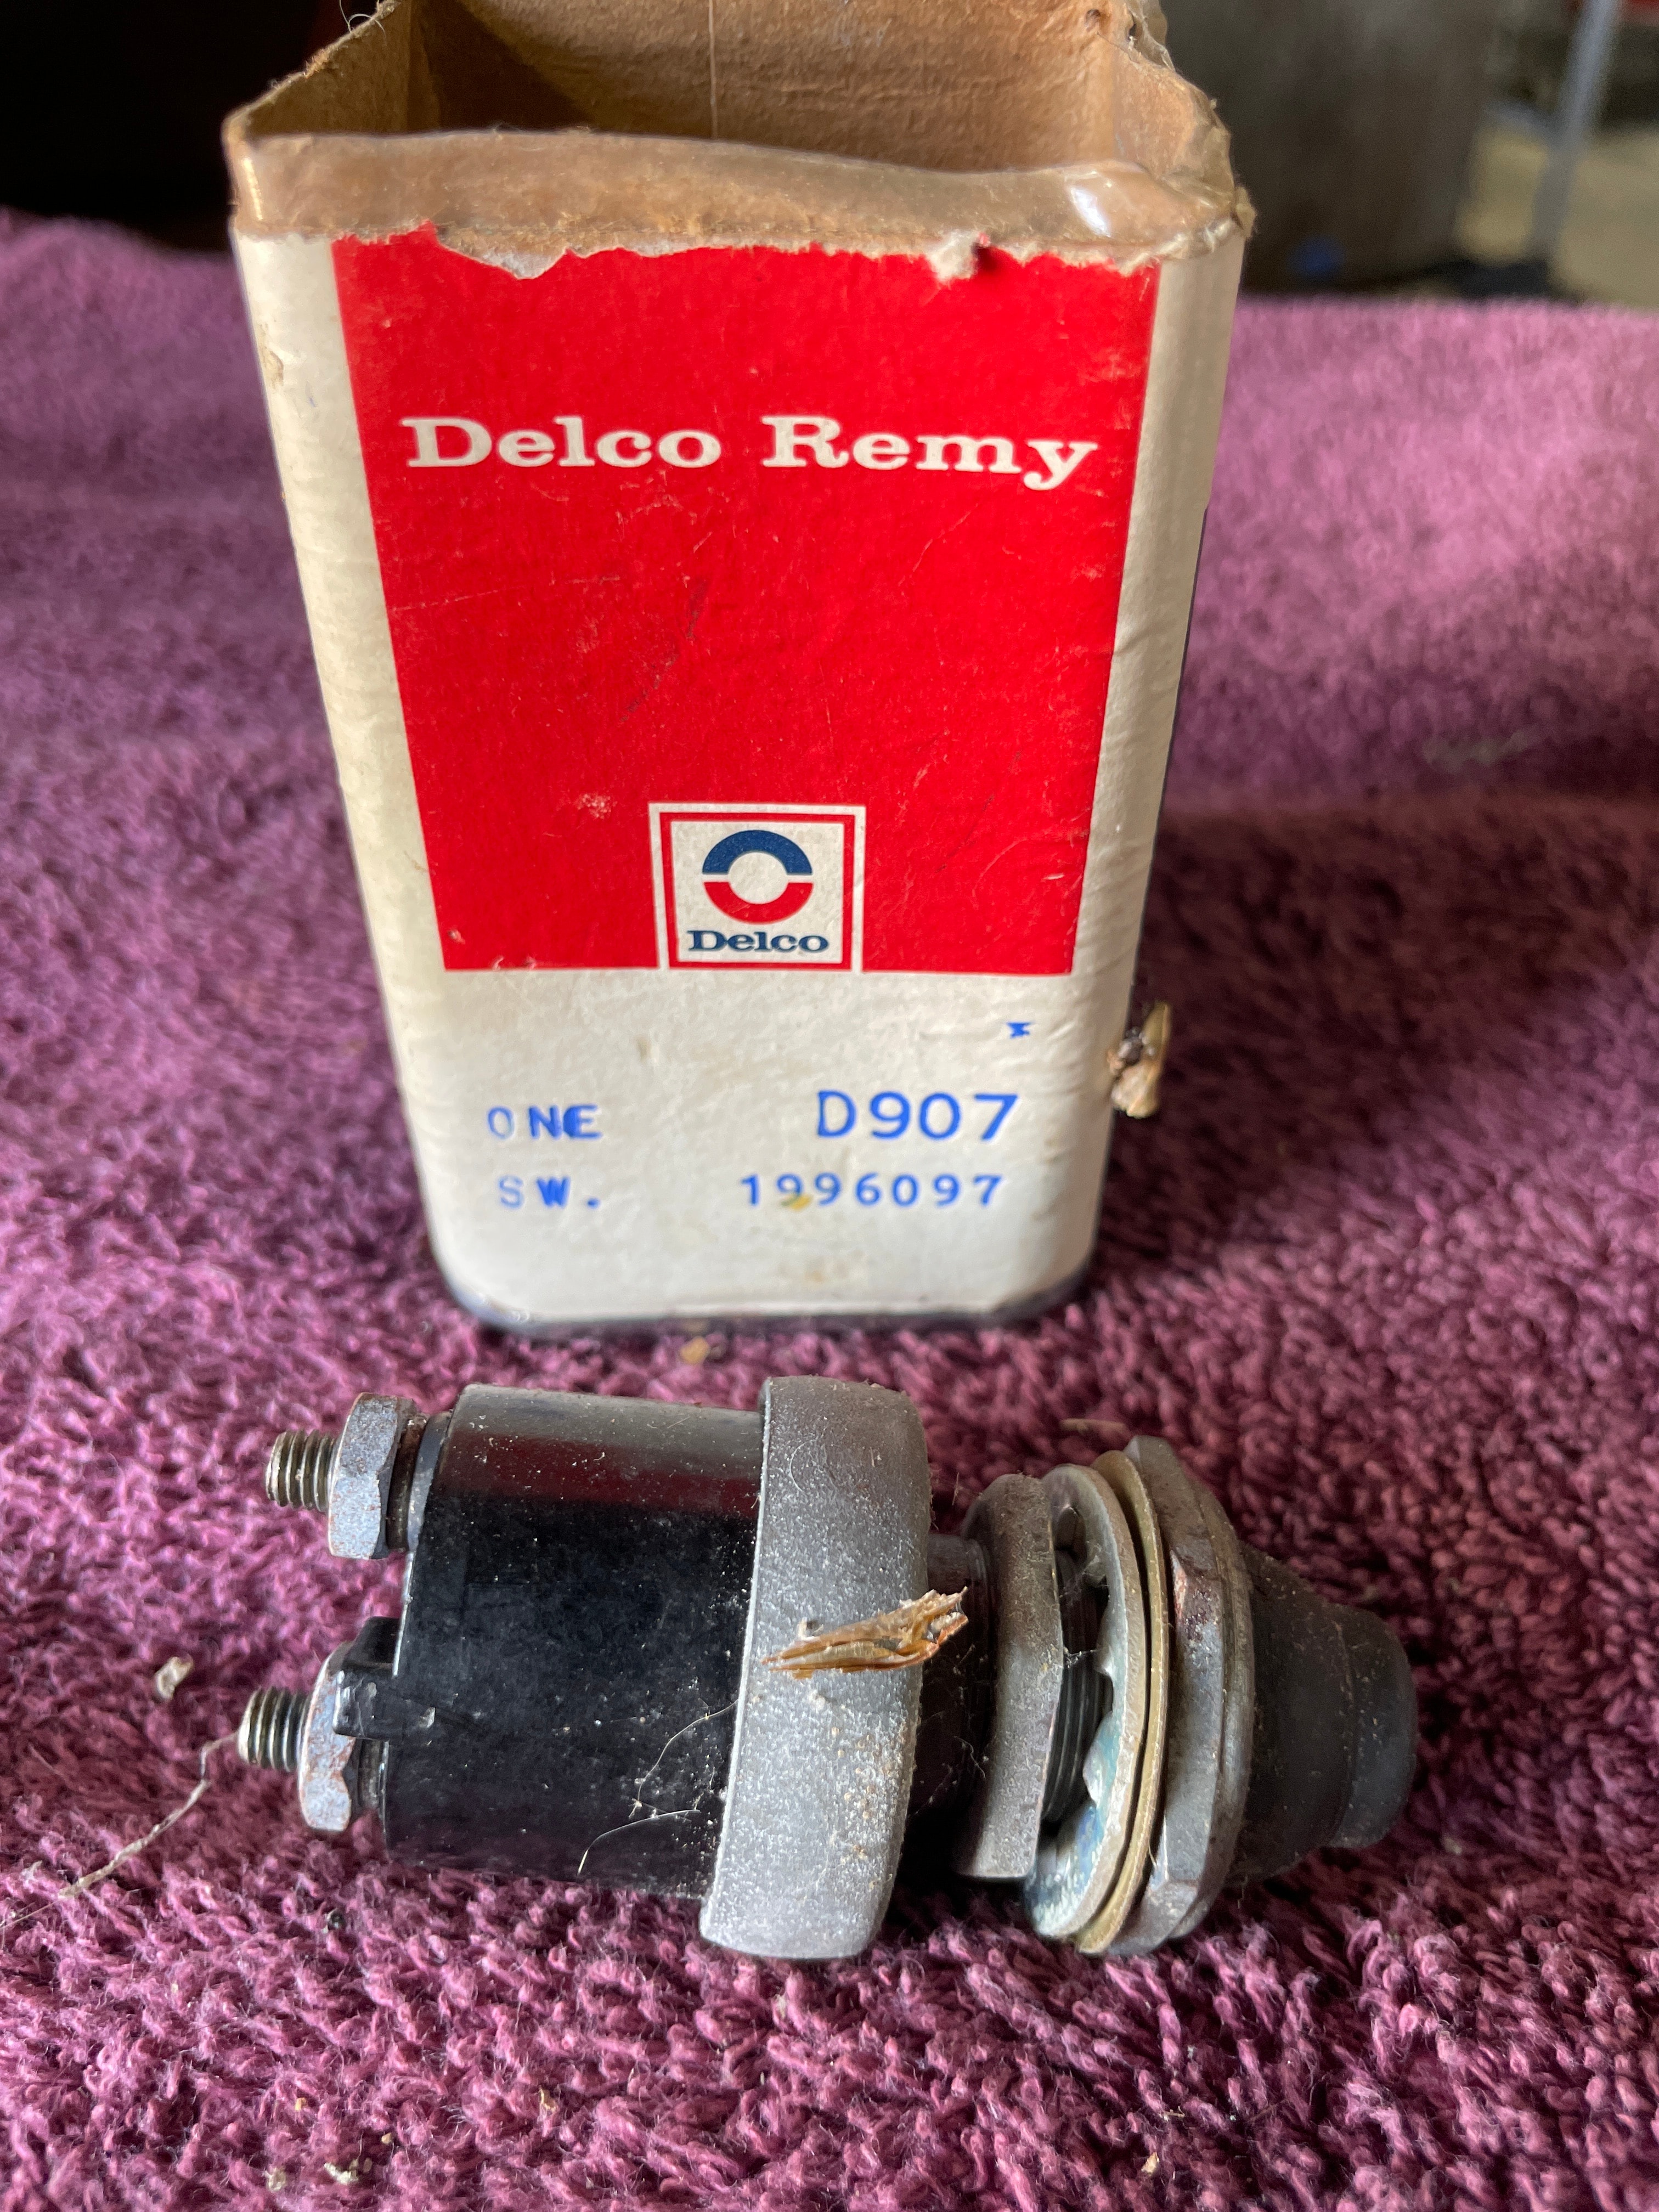 Delco Remy
Delco
ONE D907
SW. 1996097